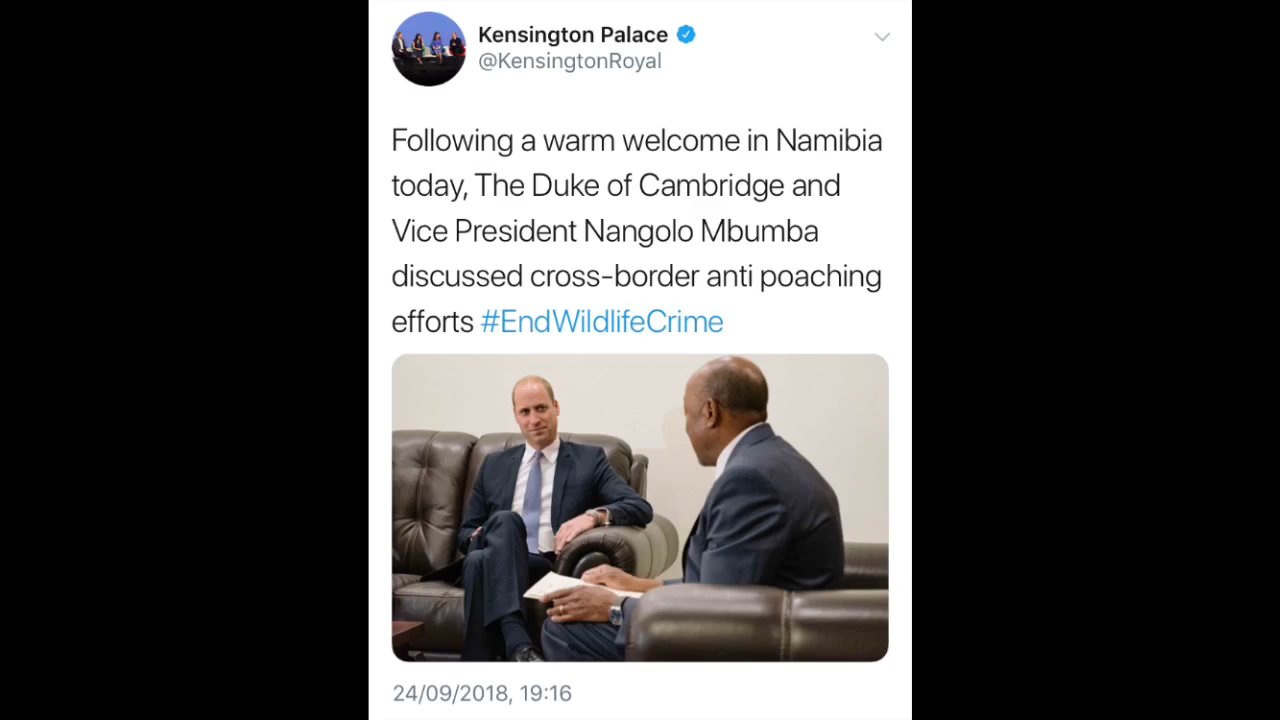 Kensington Palace
@KensingtonRoyal
Following a warm welcome in Namibia
today, The Duke of Cambridge and
Vice President Nangolo Mbumba
discussed cross-border anti poaching
efforts #EndWildlifeCrime
24/09/2018, 19:16